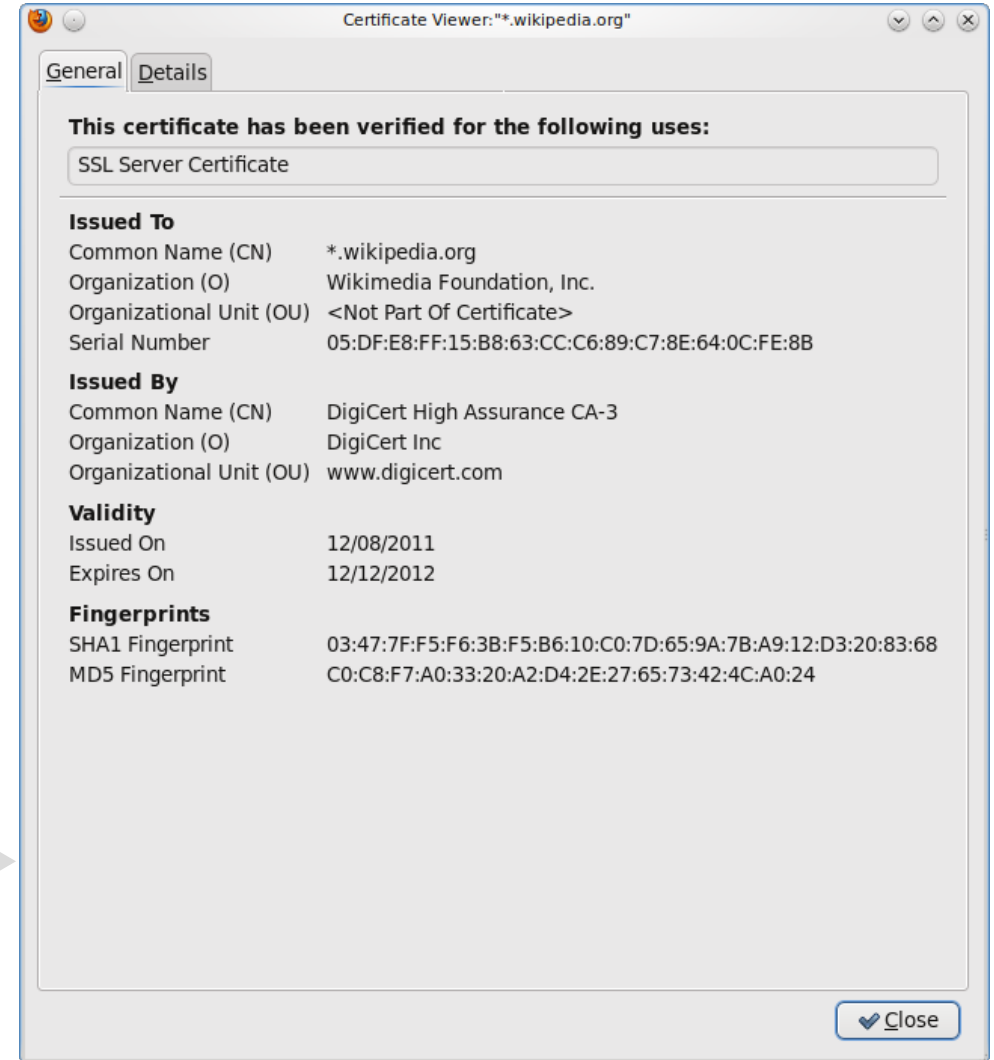 Certificate Viewer:"*.wikipedia.org"
General Details
This certificate has been verified for the following uses:
SSL Server Certificate
Issued To
Common Name (CN) *.wikipedia.org
Organization (O) Wikimedia Foundation, Inc.
Organizational Unit (OU) <Not Part Of Certificate>
Serial Number 05:DF:E8:FF:15:B8:63:CC:C6:89:C7:8E:64:0C:FE:8B
Issued By
Common Name (CN) DigiCert High Assurance CA-3
Organization (O) DigiCert Inc
Organizational Unit (OU) www.digicert.com
Validity
Issued On 12/08/2011
Expires On 12/12/2012
Fingerprints
SHA1 Fingerprint 03:47:7F:F5:F6:3B:F5:B6:10:C0:7D:65:9A:7B:A9:12:D3:20:83:68
MD5 Fingerprint C0:C8:F7:A0:33:20:A2:D4:2E:27:65:73:42:4C:A0:24
Close